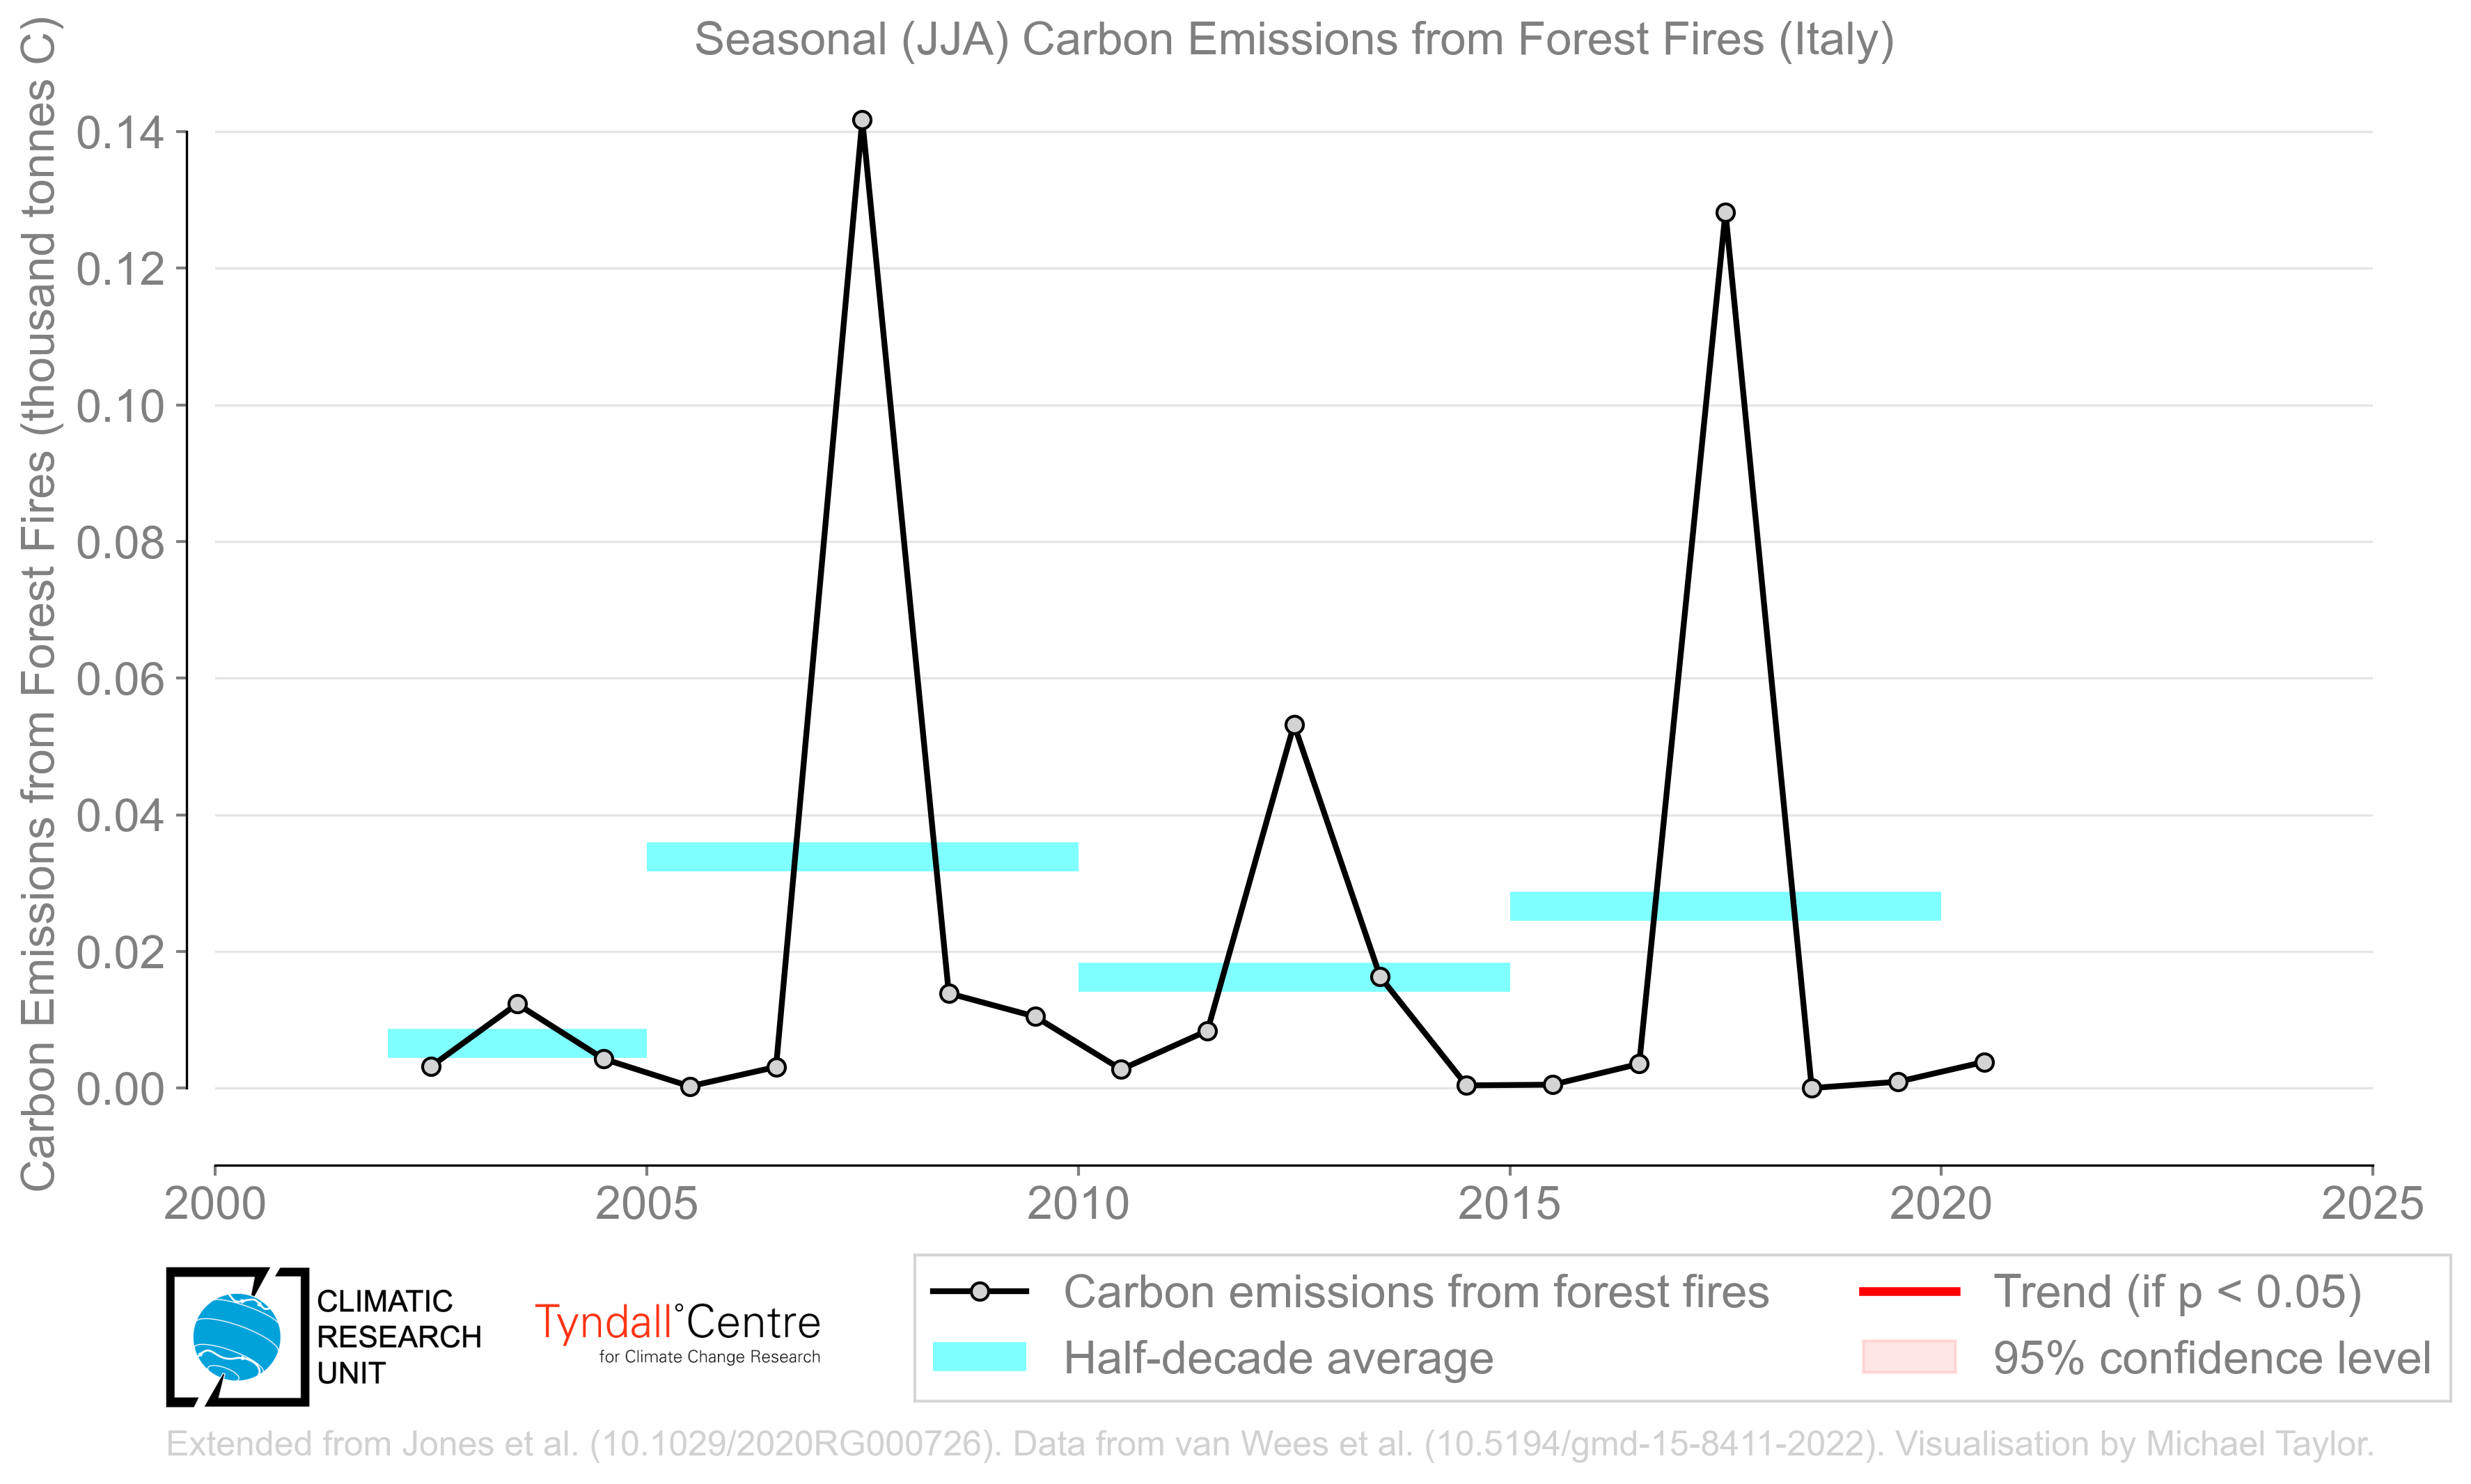 Seasonal (JJA) Carbon Emissions from Forest Fires (Italy)
Carbon Emissions from Forest Fires (thousand tonnes C)
0.14
0.12
0.10
0.08
0.06
0.04
0.02
0.00
2000 2005 2010 2015 2020 2025
CLIMATIC
RESEARCH
UNIT
Tyndall°Centre
for Climate Change Research
Carbon emissions from forest fires
Half-decade average
Trend (if p < 0.05)
95% confidence level
Extended from Jones et al. (10.1029/2020RG000726). Data from van Wees et al. (10.5194/gmd-15-8411-2022). Visualisation by Michael Taylor.